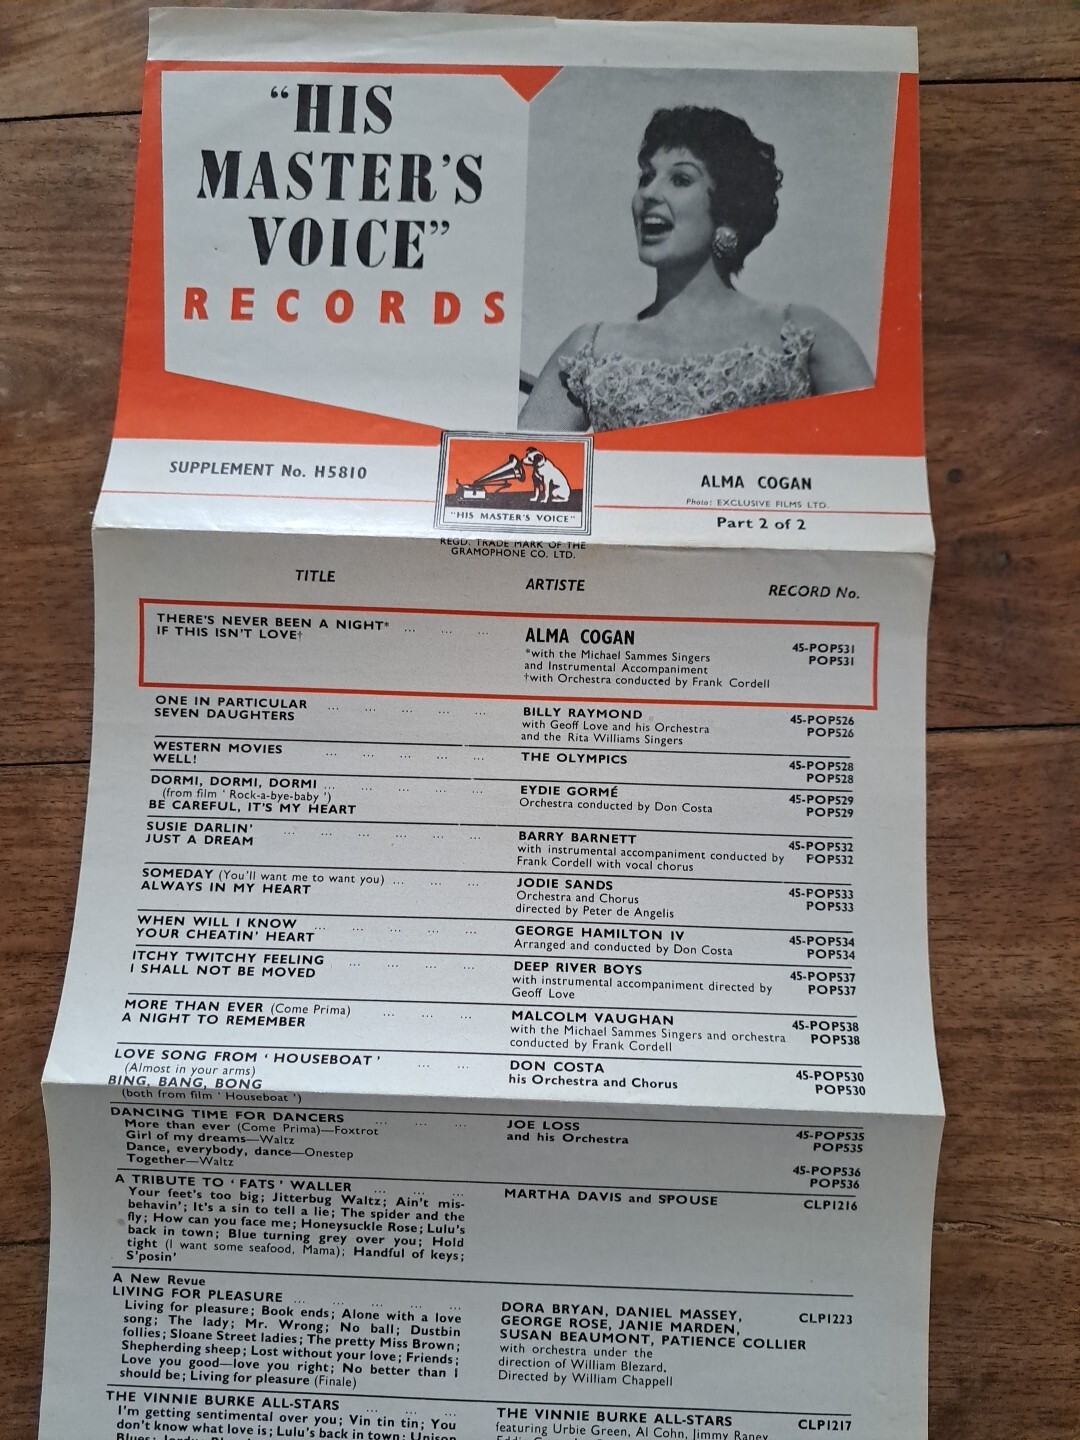 "HIS
MASTER'S
VOICE"
RECORDS
SUPPLEMENT No. H5810
"HIS MASTER'S VOICE"
REGD. TRADE MARK OF THE
GRAMOPHONE CO. LTD.
ALMA COGAN
Photo: EXCLUSIVE FILMS LTD.
Part 2 of 2
TITLE ARTISTE RECORD No.
THERE'S NEVER BEEN A NIGHT* ... ... ...
IF THIS ISN'T LOVE†
ALMA COGAN
*with the Michael Sammes Singers
and Instrumental Accompaniment
†with Orchestra conducted by Frank Cordell
45-POP531
POP531
ONE IN PARTICULAR ... ... ... ... ...
SEVEN DAUGHTERS
BILLY RAYMOND
with Geoff Love and his Orchestra
and the Rita Williams Singers
45-POP526
POP526
WESTERN MOVIES ... ... ... ... ...
WELL!
THE OLYMPICS
45-POP528
POP528
DORMI, DORMI, DORMI ... ... ... ... ...
(from film 'Rock-a-bye-baby')
BE CAREFUL, IT'S MY HEART
EYDIE GORMÉ
Orchestra conducted by Don Costa
45-POP529
POP529
SUSIE DARLIN' ... ... ... ... ... ...
JUST A DREAM
BARRY BARNETT
with instrumental accompaniment conducted by
Frank Cordell with vocal chorus
45-POP532
POP532
SOMEDAY (You'll want me to want you) ... ... ...
ALWAYS IN MY HEART
JODIE SANDS
Orchestra and Chorus
directed by Peter de Angelis
45-POP533
POP533
WHEN WILL I KNOW ... ... ... ... ...
YOUR CHEATIN' HEART
GEORGE HAMILTON IV
Arranged and conducted by Don Costa
45-POP534
POP534
ITCHY TWITCHY FEELING ... ... ... ...
I SHALL NOT BE MOVED
DEEP RIVER BOYS
with instrumental accompaniment directed by
Geoff Love
45-POP537
POP537
MORE THAN EVER (Come Prima) ... ... ...
A NIGHT TO REMEMBER
MALCOLM VAUGHAN
with the Michael Sammes Singers and orchestra
conducted by Frank Cordell
45-POP538
POP538
LOVE SONG FROM 'HOUSEBOAT' ... ...
(Almost in your arms)
BING, BANG, BONG
(both from film 'Houseboat')
DON COSTA
his Orchestra and Chorus
45-POP530
POP530
DANCING TIME FOR DANCERS ... ... ...
More than ever (Come Prima)—Foxtrot
Girl of my dreams—Waltz
Dance, everybody, dance—Onestep
Together—Waltz
JOE LOSS
and his Orchestra
45-POP535
POP535
45-POP536
POP536
A TRIBUTE TO 'FATS' WALLER ... ... ...
Your feet's too big; Jitterbug Waltz; Ain't mis-
behavin'; It's a sin to tell a lie; The spider and the
fly; How can you face me; Honeysuckle Rose; Lulu's
back in town; Blue turning grey over you; Hold
tight (I want some seafood, Mama); Handful of keys;
S'posin'
MARTHA DAVIS and SPOUSE
CLP1216
A New Revue
LIVING FOR PLEASURE ... ... ... ... ...
Living for pleasure; Book ends; Alone with a love
song; The lady; Mr. Wrong; No ball; Dustbin
follies; Sloane Street ladies; The pretty Miss Brown;
Shepherding sheep; Lost without your love; Friends;
Love you good—love you right; No better than I
should be; Living for pleasure (Finale)
DORA BRYAN, DANIEL MASSEY,
GEORGE ROSE, JANIE MARDEN,
SUSAN BEAUMONT, PATIENCE COLLIER
with orchestra under the
direction of William Blezard.
Directed by William Chappell
CLP1223
THE VINNIE BURKE ALL-STARS ... ... ...
I'm getting sentimental over you; Vin tin tin; You
don't know what love is; Lulu's back in town; Unison
THE VINNIE BURKE ALL-STARS
featuring Urbie Green, Al Cohn, Jimmy Raney
CLP1217